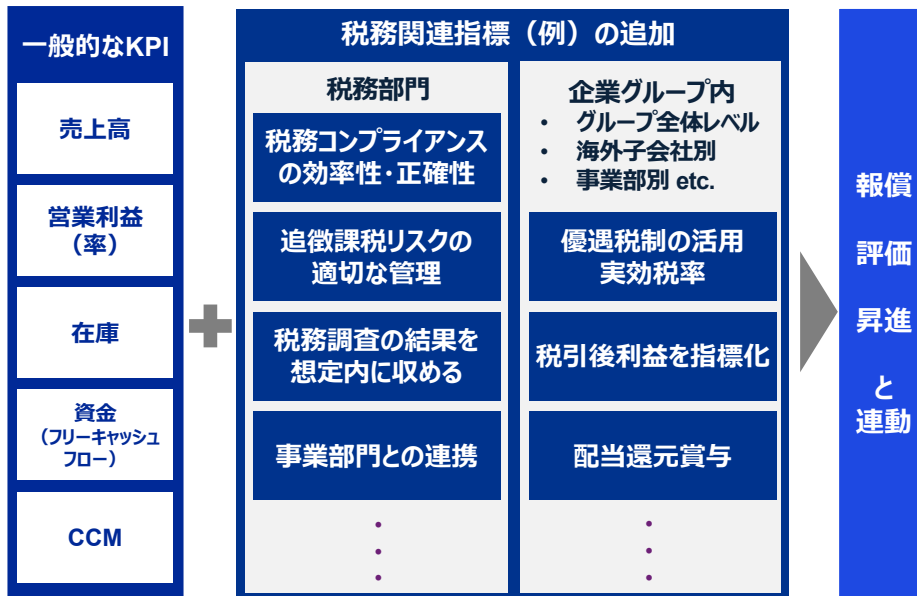 一般的なKPI
売上高
営業利益
（率）
在庫
資金
（フリーキャッシュ
フロー）
CCM
税務関連指標（例）の追加
税務部門
税務コンプライアンス
の効率性・正確性
追徴課税リスクの
適切な管理
税務調査の結果を
想定内に収める
事業部門との連携
・
・
・
企業グループ内
• グループ全体レベル
• 海外子会社別
• 事業部別 etc.
優遇税制の活用
実効税率
税引後利益を指標化
配当還元賞与
・
・
・
報償
評価
昇進
と
連動